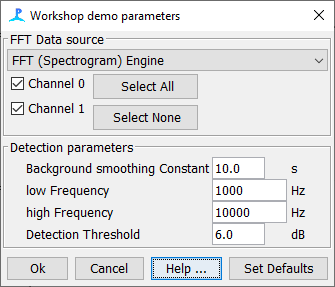 Workshop demo parameters
FFT Data source
FFT (Spectrogram) Engine
Channel 0 Select All
Channel 1 Select None
Detection parameters
Background smoothing Constant 10.0 s
low Frequency 1000 Hz
high Frequency 10000 Hz
Detection Threshold 6.0 dB
Ok Cancel Help ... Set Defaults